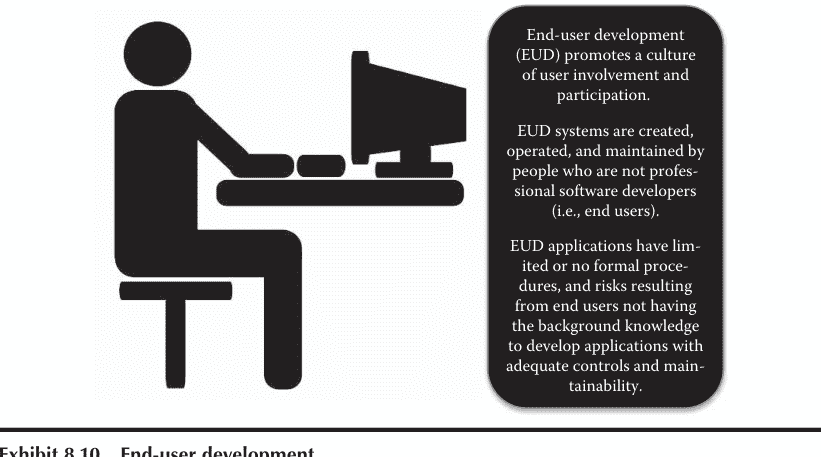 End-user development
(EUD) promotes a culture
of user involvement and
participation.
EUD systems are created,
operated, and maintained by
people who are not profes-
sional software developers
(i.e., end users).
EUD applications have lim-
ited or no formal proce-
dures, and risks resulting
from end users not having
the background knowledge
to develop applications with
adequate controls and main-
tainability.
Exhibit 8.10 End-user development